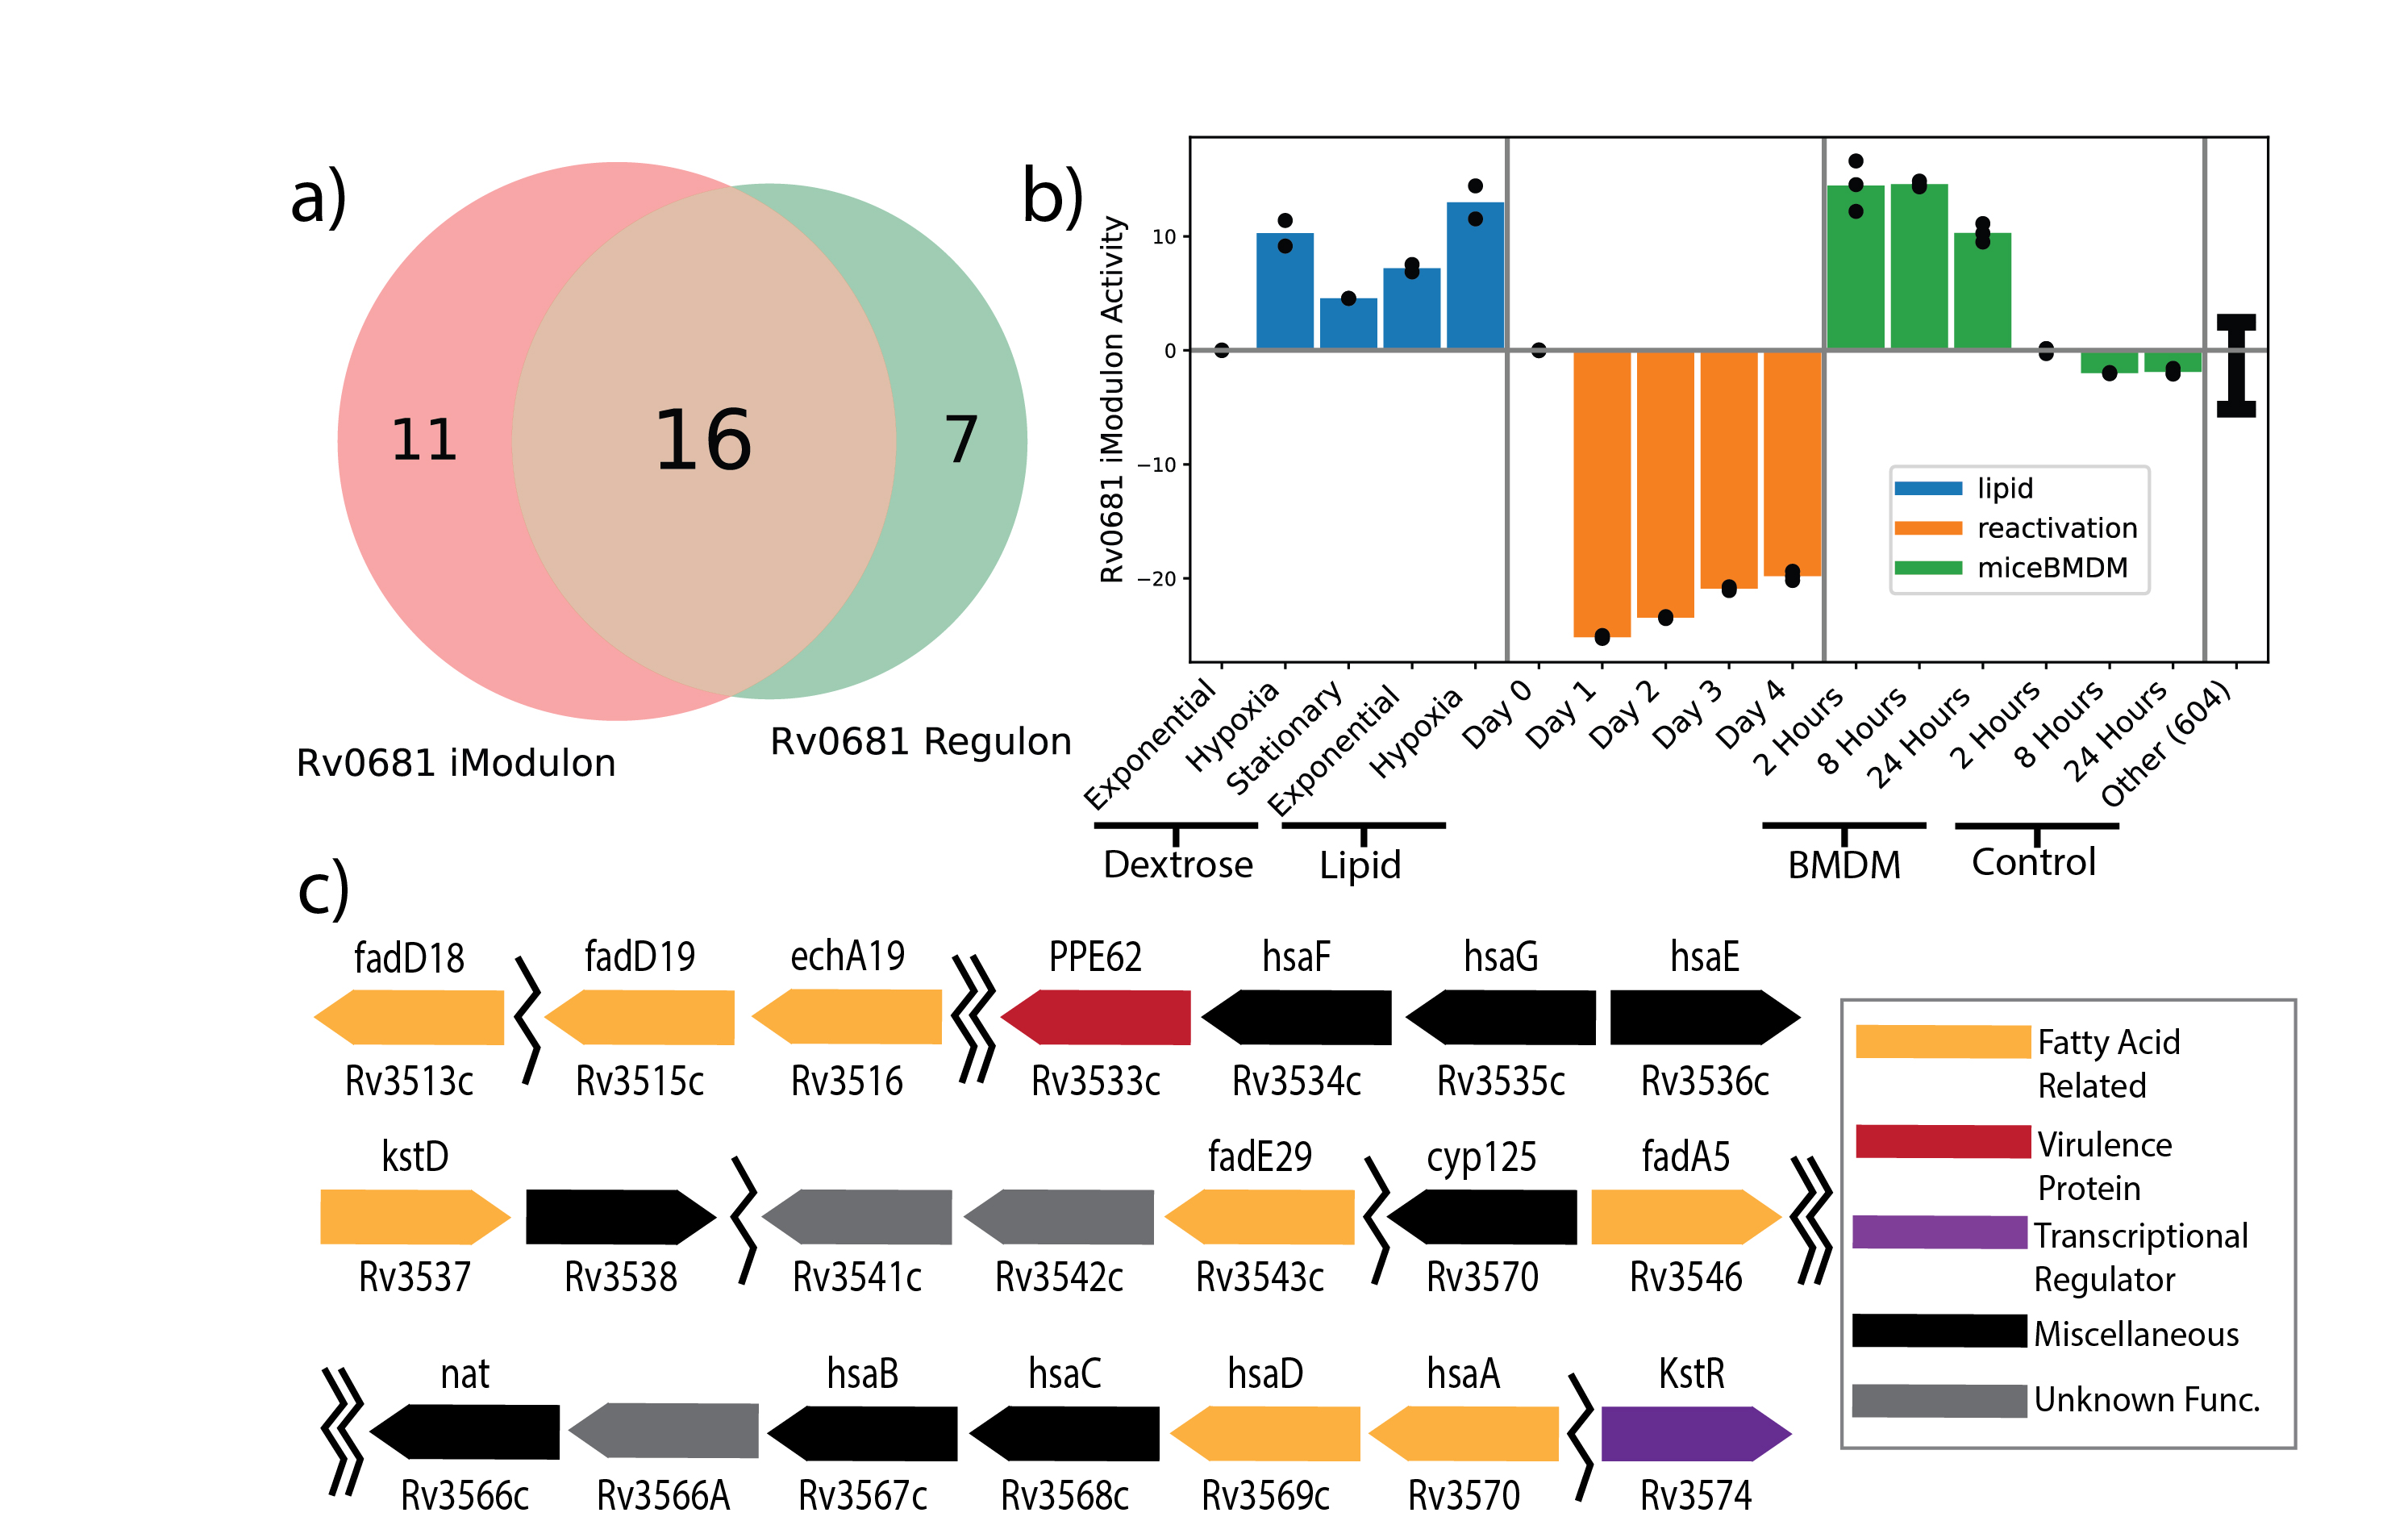 a)
11
16
7
Rv0681 iModulon
Rv0681 Regulon
b)
Rv0681 iModulon Activity
10
0
−10
−20
lipid
reactivation
miceBMDM
Exponential
Hypoxia
Stationary
Exponential
Hypoxia
Day 0
Day 1
Day 2
Day 3
Day 4
2 Hours
8 Hours
24 Hours
2 Hours
8 Hours
24 Hours
Other (604)
Dextrose
Lipid
BMDM
Control
c)
fadD18 fadD19 echA19 PPE62 hsaF hsaG hsaE
Rv3513c Rv3515c Rv3516 Rv3533c Rv3534c Rv3535c Rv3536c
kstD fadE29 cyp125 fadA5
Rv3537 Rv3538 Rv3541c Rv3542c Rv3543c Rv3570 Rv3546
nat hsaB hsaC hsaD hsaA KstR
Rv3566c Rv3566A Rv3567c Rv3568c Rv3569c Rv3570 Rv3574
Fatty Acid
Related
Virulence
Protein
Transcriptional
Regulator
Miscellaneous
Unknown Func.